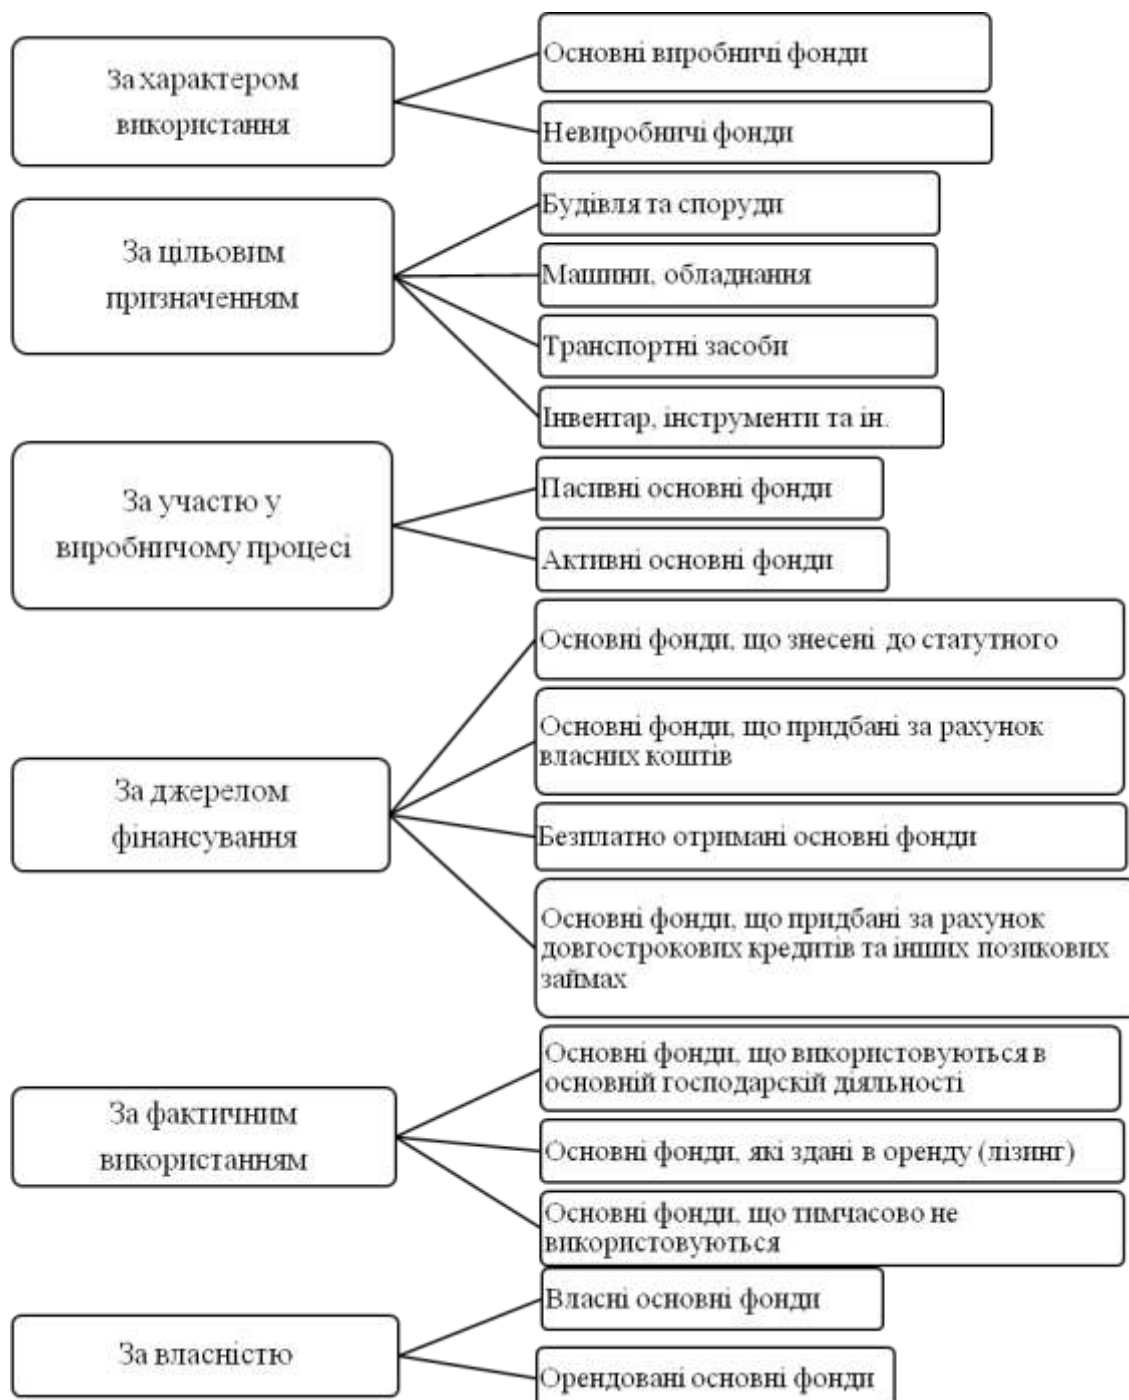 За характером
використання
Основні виробничі фонди
Невиробничі фонди
За цільовим
призначенням
Будівля та споруди
Машини, обладнання
Транспортні засоби
Інвентар, інструменти та ін.
За участю у
виробничому процесі
Пасивні основні фонди
Активні основні фонди
За джерелом
фінансування
Основні фонди, що знесені до статутного
Основні фонди, що придбані за рахунок
власних коштів
Безплатно отримані основні фонди
Основні фонди, що придбані за рахунок
довгострокових кредитів та інших позикових
займах
За фактичним
використанням
Основні фонди, що використовуються в
основній господарскій діяльності
Основні фонди, які здані в оренду (лізинг)
Основні фонди, що тимчасово не
використовуються
За власністю
Власні основні фонди
Орендовані основні фонди